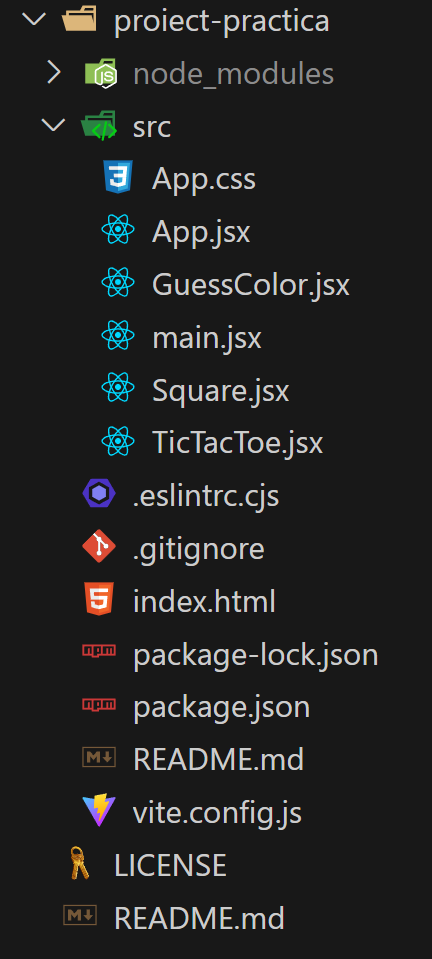 proiect-practica
node_modules
src
App.css
App.jsx
GuessColor.jsx
main.jsx
Square.jsx
TicTacToe.jsx
.eslintrc.cjs
.gitignore
index.html
package-lock.json
package.json
README.md
vite.config.js
LICENSE
README.md